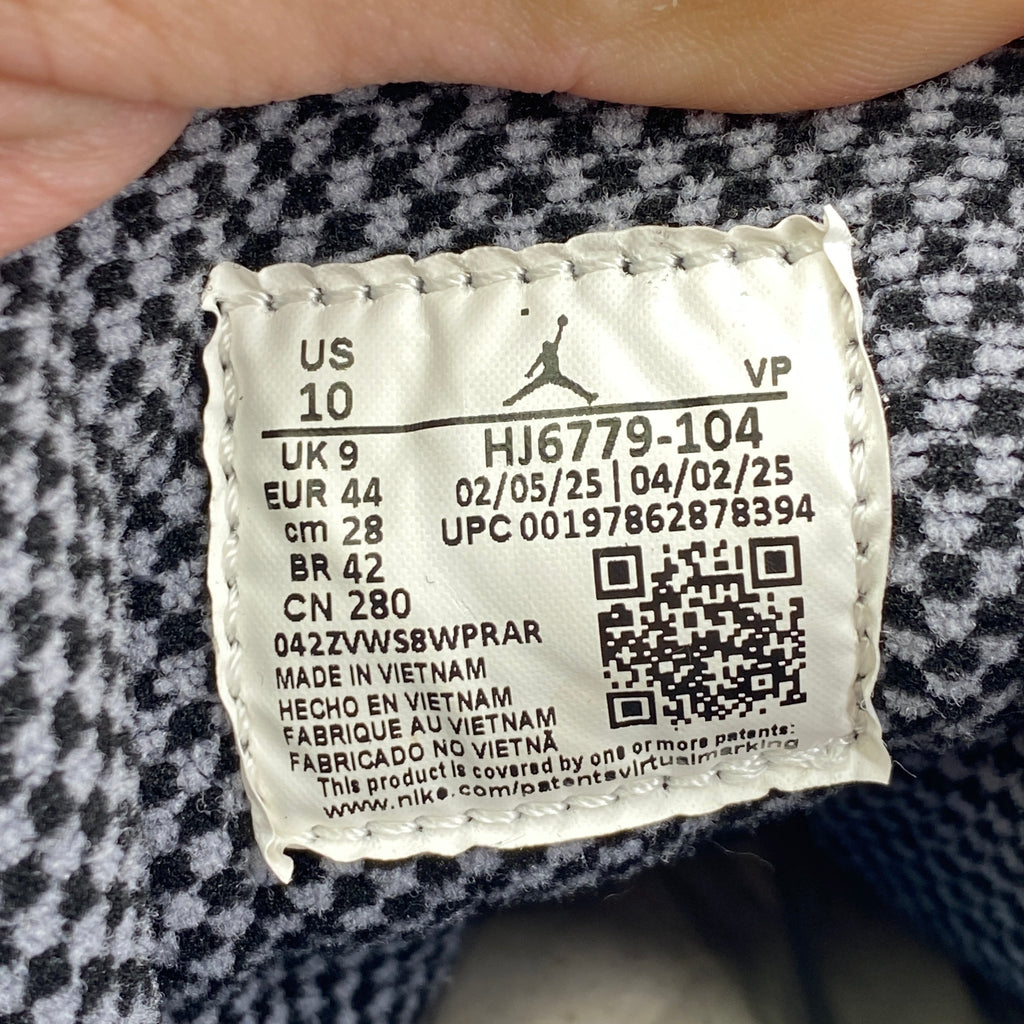 US
10
VP
UK 9
EUR 44
cm 28
BR 42
CN 280
HJ6779-104
02/05/25 | 04/02/25
UPC 00197862878394
042ZVWS8WPRAR
MADE IN VIETNAM
HECHO EN VIETNAM
FABRIQUE AU VIETNAM
FABRICADO NO VIETNÃ
This product is covered by one or more patents:
www.nike.com/patentsvirtualmarking